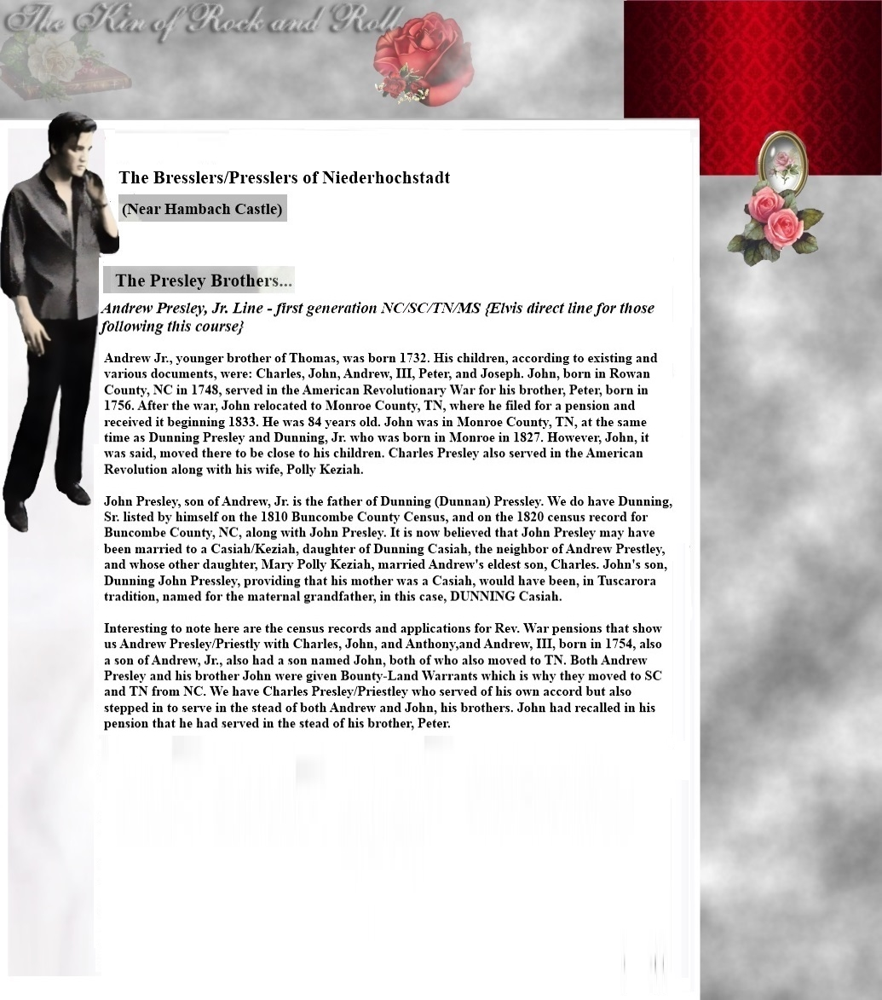 The Kin of Rock and Roll
The Bresslers/Presslers of Niederhochstadt
(Near Hambach Castle)
The Presley Brothers...
Andrew Presley, Jr. Line - first generation NC/SC/TN/MS {Elvis direct line for those
following this course}
Andrew Jr., younger brother of Thomas, was born 1732. His children, according to existing and
various documents, were: Charles, John, Andrew, III, Peter, and Joseph. John, born in Rowan
County, NC in 1748, served in the American Revolutionary War for his brother, Peter, born in
1756. After the war, John relocated to Monroe County, TN, where he filed for a pension and
received it beginning 1833. He was 84 years old. John was in Monroe County, TN, at the same
time as Dunning Presley and Dunning, Jr. who was born in Monroe in 1827. However, John, it
was said, moved there to be close to his children. Charles Presley also served in the American
Revolution along with his wife, Polly Keziah.
John Presley, son of Andrew, Jr. is the father of Dunning (Dunnan) Pressley. We do have Dunning,
Sr. listed by himself on the 1810 Buncombe County Census, and on the 1820 census record for
Buncombe County, NC, along with John Presley. It is now believed that John Presley may have
been married to a Casiah/Keziah, daughter of Dunning Casiah, the neighbor of Andrew Prestley,
and whose other daughter, Mary Polly Keziah, married Andrew's eldest son, Charles. John's son,
Dunning John Pressley, providing that his mother was a Casiah, would have been, in Tuscarora
tradition, named for the maternal grandfather, in this case, DUNNING Casiah.
Interesting to note here are the census records and applications for Rev. War pensions that show
us Andrew Presley/Priestly with Charles, John, and Anthony,and Andrew, III, born in 1754, also
a son of Andrew, Jr., also had a son named John, both of who also moved to TN. Both Andrew
Presley and his brother John were given Bounty-Land Warrants which is why they moved to SC
and TN from NC. We have Charles Presley/Priestley who served of his own accord but also
stepped in to serve in the stead of both Andrew and John, his brothers. John had recalled in his
pension that he had served in the stead of his brother, Peter.